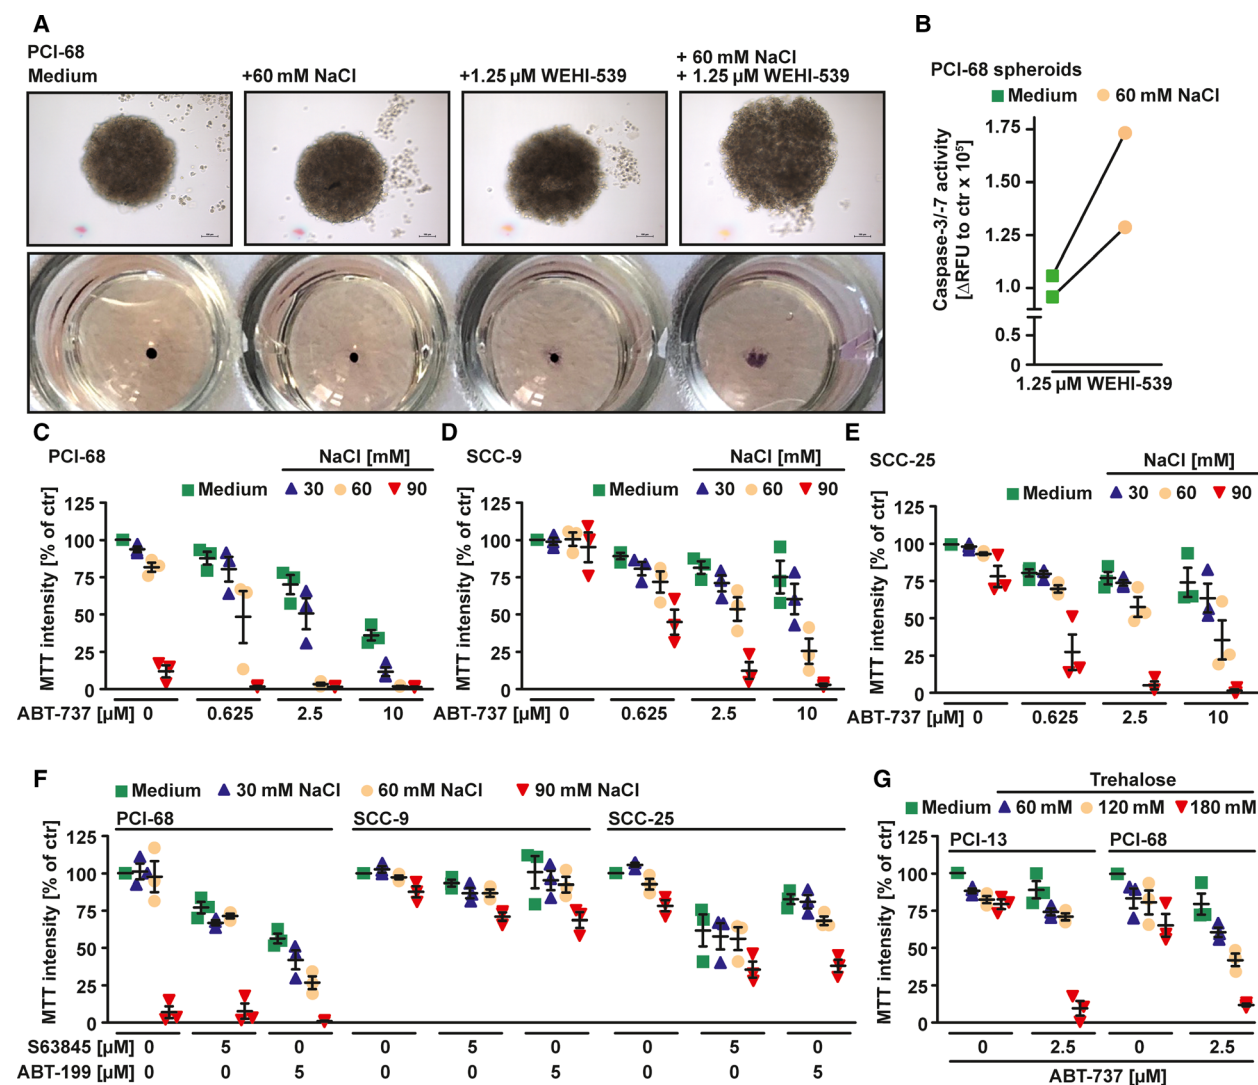 A
PCI-68
Medium
+60 mM NaCl
+1.25 µM WEHI-539
+ 60 mM NaCl
+ 1.25 µM WEHI-539
B
PCI-68 spheroids
Medium 60 mM NaCl
Caspase-3/-7 activity
[△RFU to ctr x 10⁵]
1.75
1.50
1.25
1.0
0.5
0
1.25 µM WEHI-539
C
PCI-68
NaCl [mM]
Medium 30 60 90
MTT intensity [% of ctr]
125
100
75
50
25
0
ABT-737 [µM] 0 0.625 2.5 10
D
SCC-9
NaCl [mM]
Medium 30 60 90
MTT intensity [% of ctr]
125
100
75
50
25
0
ABT-737 [µM] 0 0.625 2.5 10
E
SCC-25
NaCl [mM]
Medium 30 60 90
MTT intensity [% of ctr]
125
100
75
50
25
0
ABT-737 [µM] 0 0.625 2.5 10
F
Medium 30 mM NaCl 60 mM NaCl 90 mM NaCl
PCI-68 SCC-9 SCC-25
MTT intensity [% of ctr]
125
100
75
50
25
0
S63845 [µM] 0 5 0 0 5 0 0 5 0
ABT-199 [µM] 0 0 5 0 0 5 0 0 5
G
Trehalose
Medium 60 mM 120 mM 180 mM
PCI-13 PCI-68
MTT intensity [% of ctr]
125
100
75
50
25
0
0 2.5 0 2.5
ABT-737 [µM]